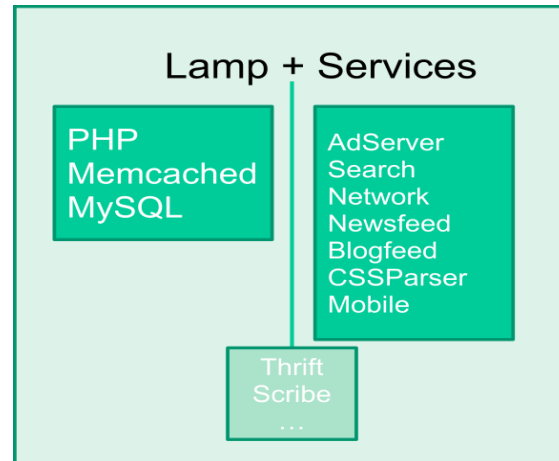 Lamp + Services
PHP
Memcached
MySQL
AdServer
Search
Network
Newsfeed
Blogfeed
CSSParser
Mobile
Thrift
Scribe
...